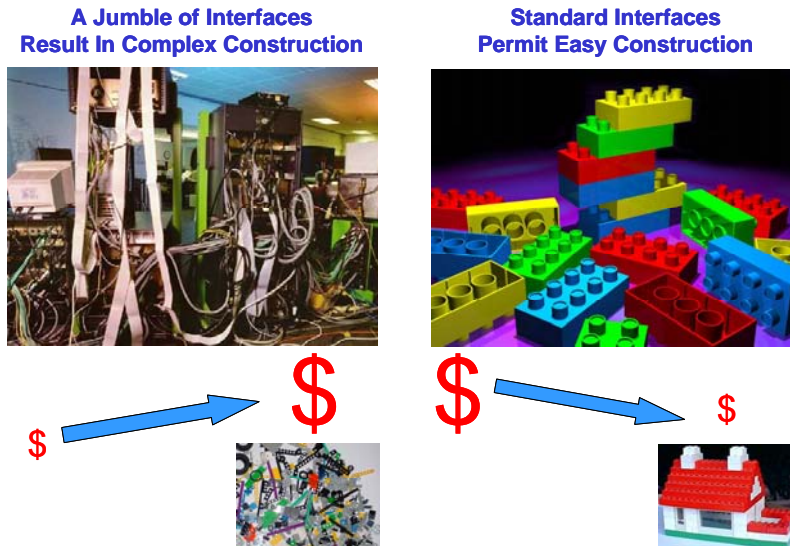 A Jumble of Interfaces
Result In Complex Construction
Standard Interfaces
Permit Easy Construction
$
$
$
$